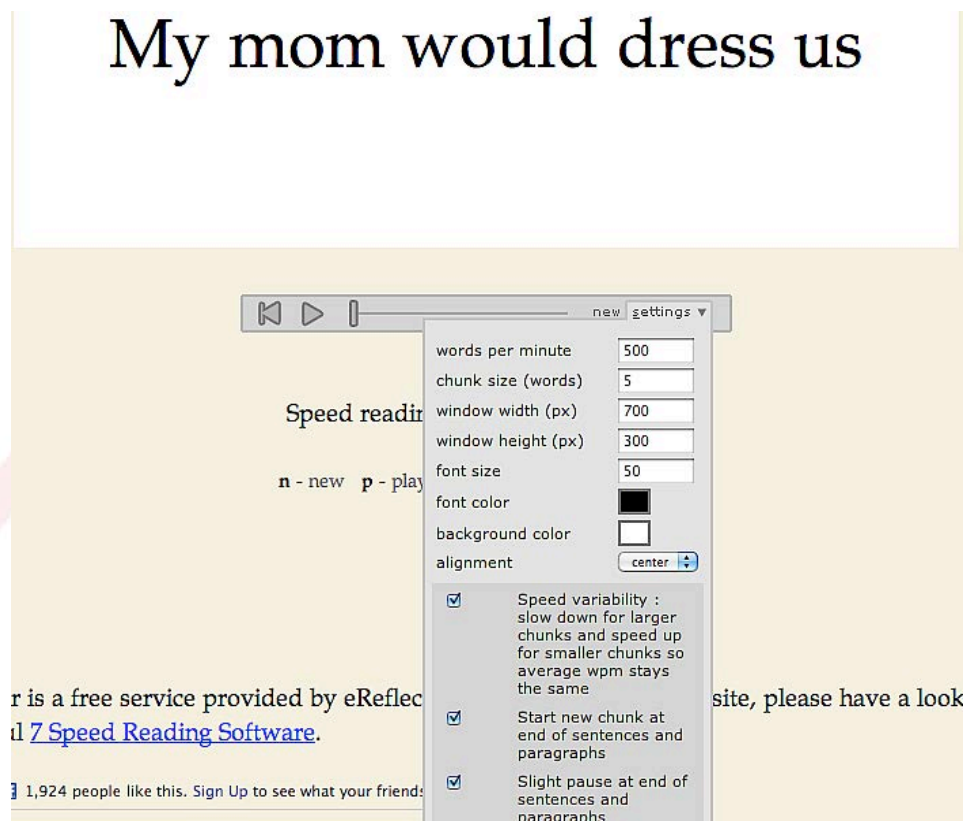 My mom would dress us
new settings ▼
words per minute 500
chunk size (words) 5
Speed readin
window width (px) 700
window height (px) 300
font size 50
n - new p - play
font color
background color
alignment center
Speed variability :
slow down for larger
chunks and speed up
for smaller chunks so
average wpm stays
the same
r is a free service provided by eReflec
site, please have a look
Start new chunk at
end of sentences and
paragraphs
7 Speed Reading Software.
Slight pause at end of
sentences and
paragraphs
1,924 people like this. Sign Up to see what your friends